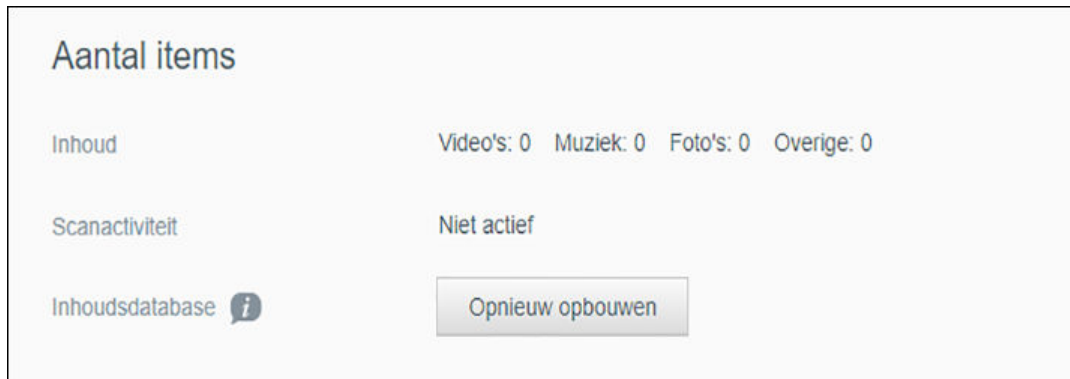 Aantal items
Inhoud Video's: 0 Muziek: 0 Foto's: 0 Overige: 0
Scanactiviteit Niet actief
Inhoudsdatabase i Opnieuw opbouwen